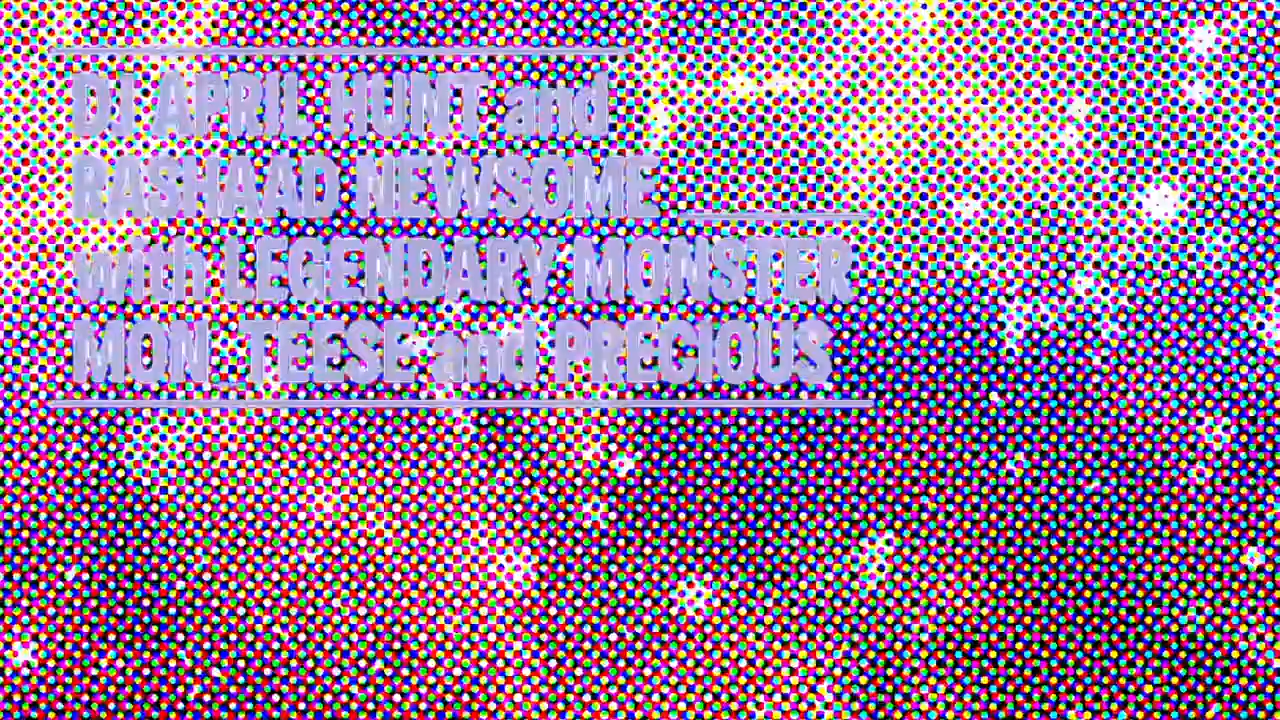 DJ APRIL HUNT and
RASHAAD NEWSOME
with LEGENDARY MONSTER
MON_TEESE and PRECIOUS